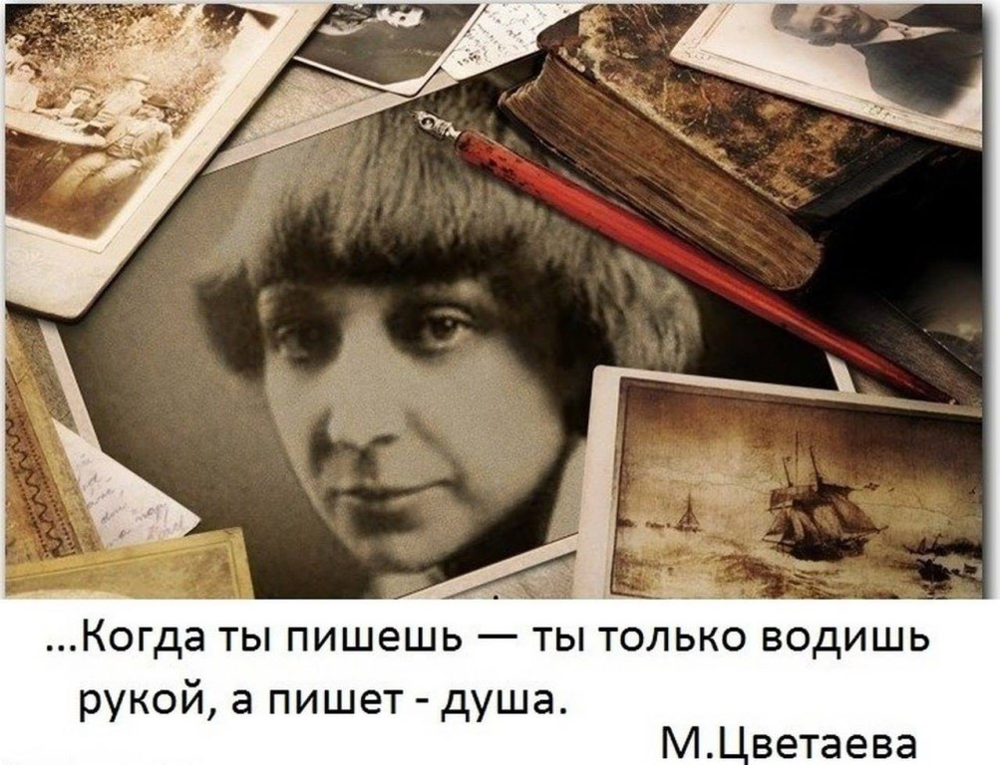 ...Когда ты пишешь — ты только водишь
рукой, а пишет - душа.
М.Цветаева